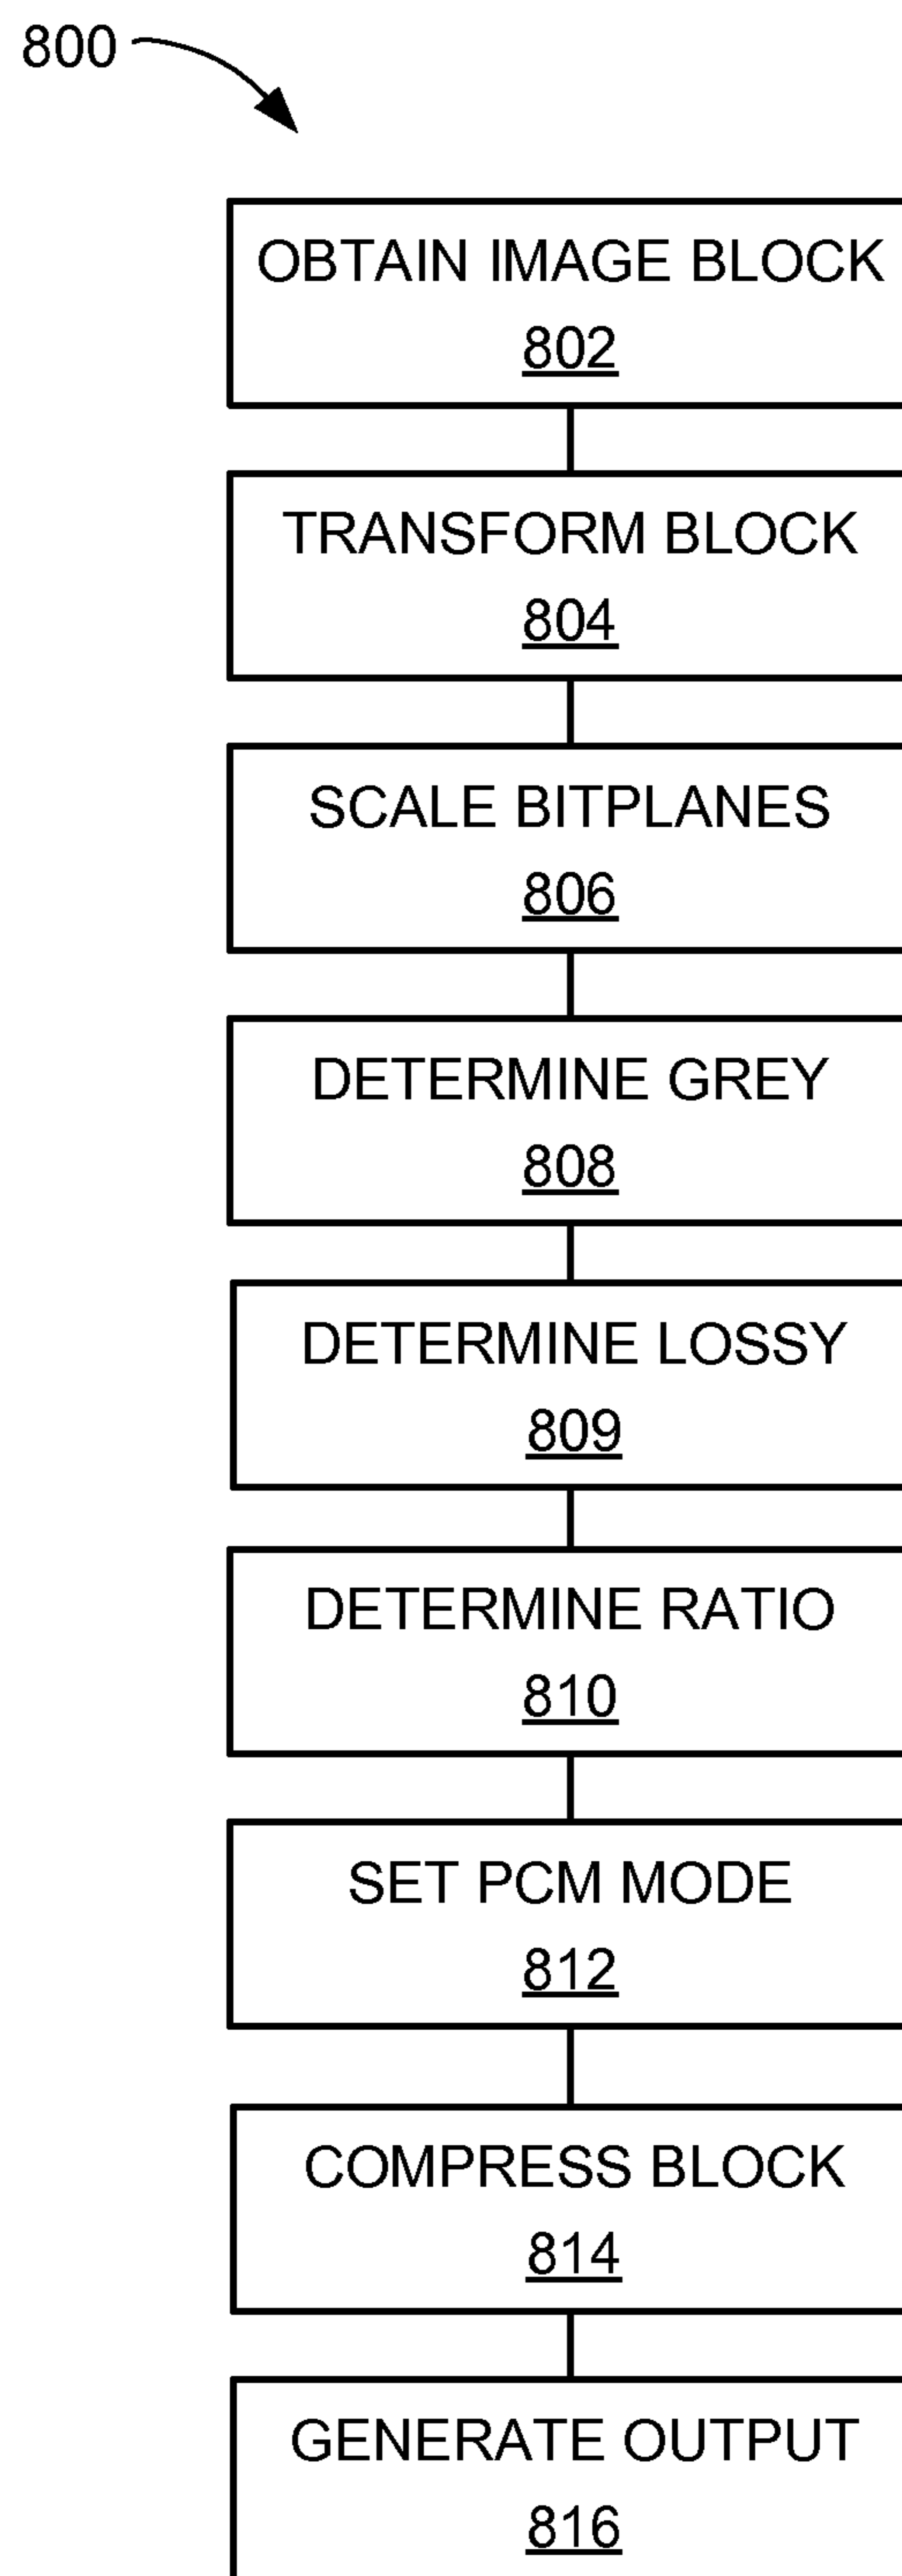 800
OBTAIN IMAGE BLOCK
802
TRANSFORM BLOCK
804
SCALE BITPLANES
806
DETERMINE GREY
808
DETERMINE LOSSY
809
DETERMINE RATIO
810
SET PCM MODE
812
COMPRESS BLOCK
814
GENERATE OUTPUT
816